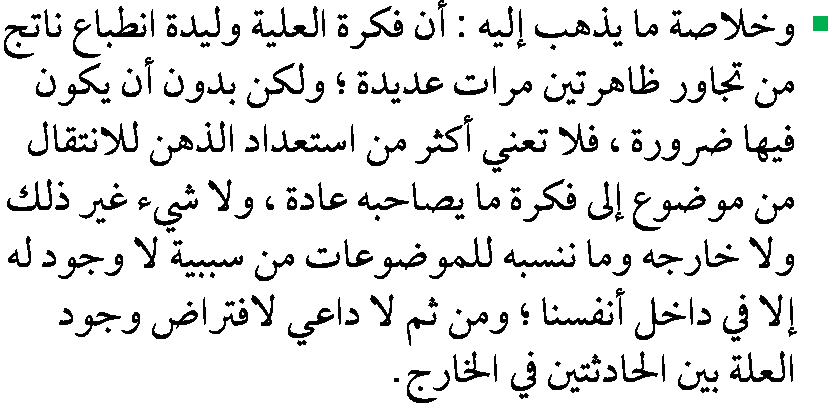 وخلاصة ما يذهب إليه : أن فكرة العلية وليدة انطباع ناتج
من تجاور ظاهرتين مرات عديدة ؛ ولكن بدون أن يكون
فيها ضرورة ، فلا تعني أكثر من استعداد الذهن للانتقال
من موضوع إلى فكرة ما يصاحبه عادة ، ولا شيء غير ذلك
ولا خارجه وما ننسبه للموضوعات من سببية لا وجود له
إلا في داخل أنفسنا ؛ ومن ثم لا داعي لافتراض وجود
العلة بين الحادثتين في الخارج.